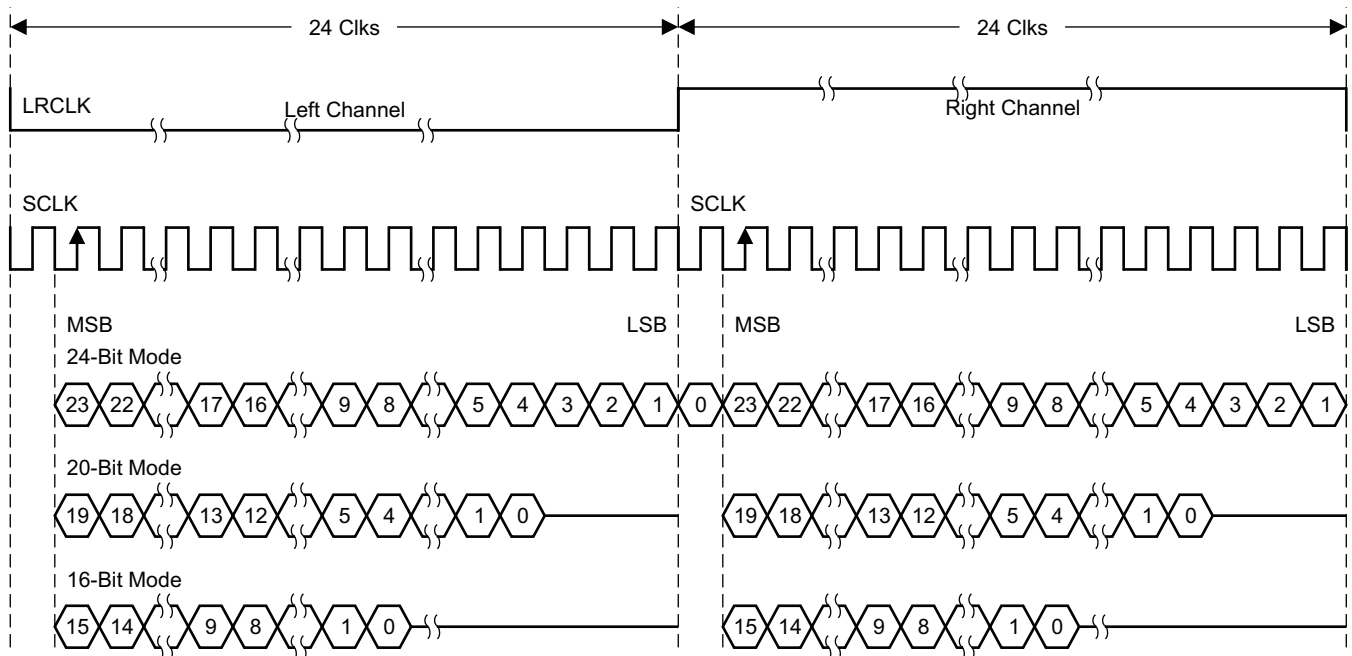 24 Clks 24 Clks
LRCLK Left Channel Right Channel
SCLK SCLK
MSB LSB MSB LSB
24-Bit Mode
23 22 17 16 9 8 5 4 3 2 1 0 23 22 17 16 9 8 5 4 3 2 1
20-Bit Mode
19 18 13 12 5 4 1 0 19 18 13 12 5 4 1 0
16-Bit Mode
15 14 9 8 1 0 15 14 9 8 1 0